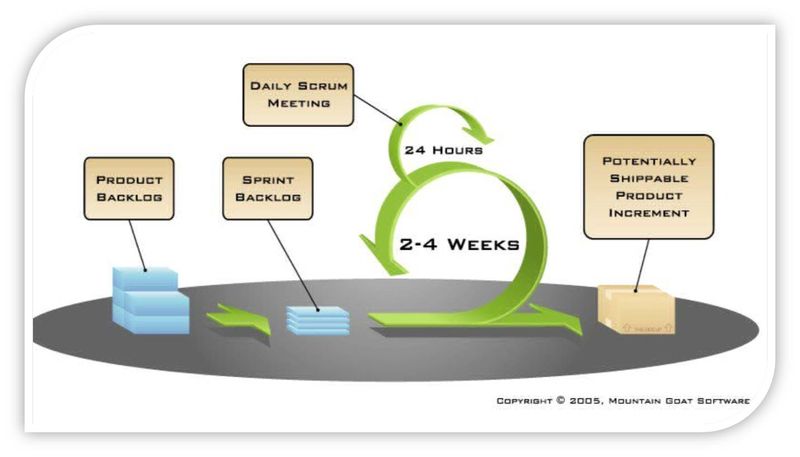 DAILY SCRUM
MEETING
24 HOURS
PRODUCT
BACKLOG
SPRINT
BACKLOG
2-4 WEEKS
POTENTIALLY
SHIPPABLE
PRODUCT
INCREMENT
COPYRIGHT © 2005, MOUNTAIN GOAT SOFTWARE